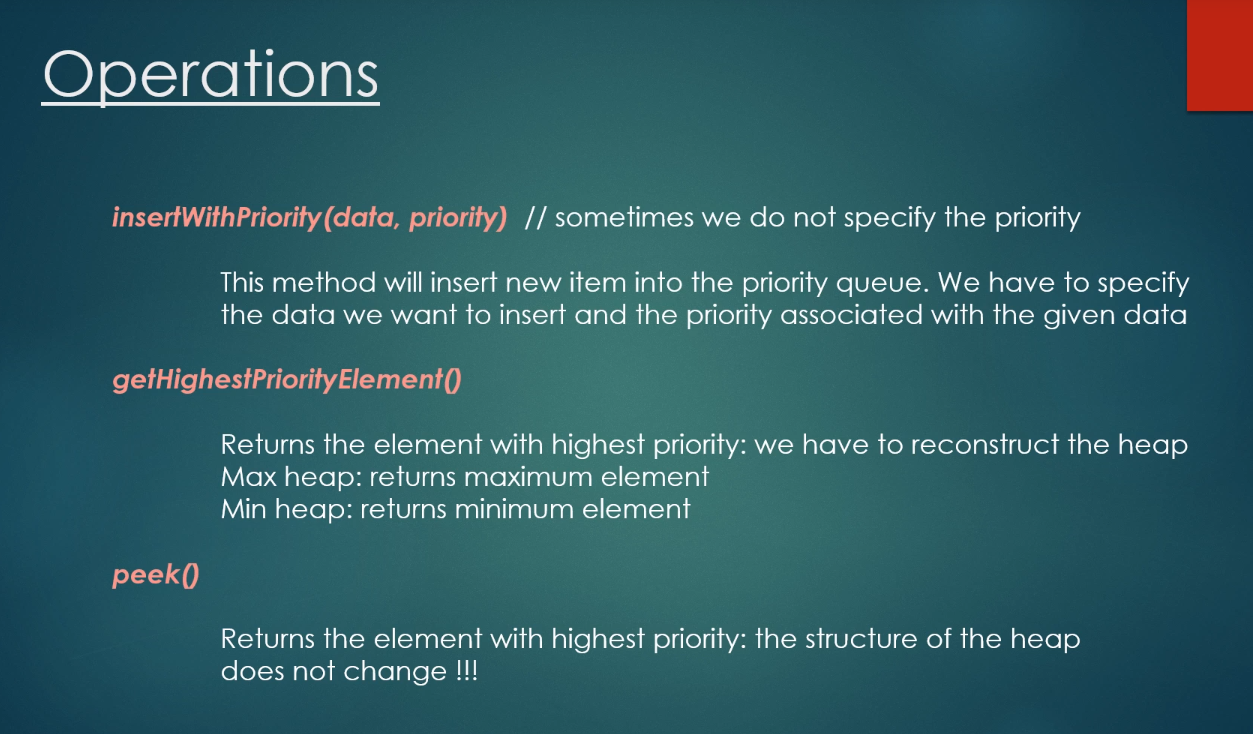 Operations
insertWithPriority(data, priority) // sometimes we do not specify the priority
This method will insert new item into the priority queue. We have to specify
the data we want to insert and the priority associated with the given data
getHighestPriorityElement()
Returns the element with highest priority: we have to reconstruct the heap
Max heap: returns maximum element
Min heap: returns minimum element
peek()
Returns the element with highest priority: the structure of the heap
does not change !!!